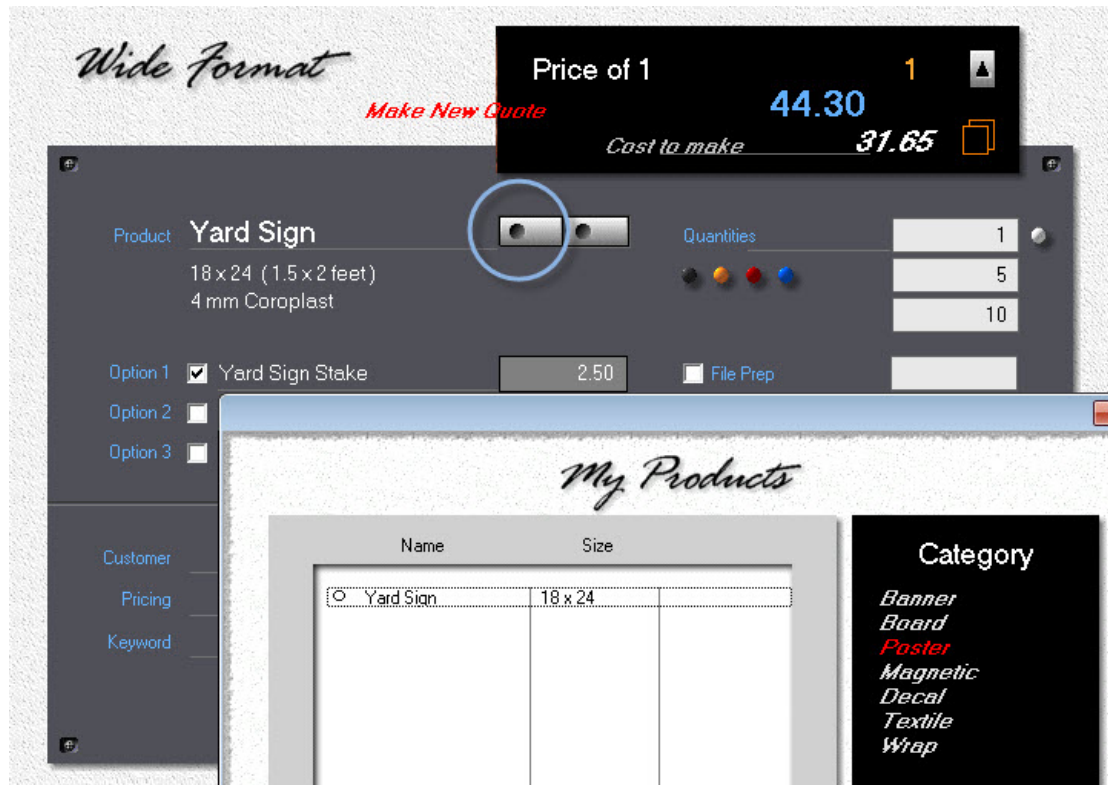 Wide Format
Price of 1 1
Make New Quote
44.30
Cost to make 31.65
Product Yard Sign
Quantities 1
18 x 24 ( 1.5 x 2 feet )
5
4 mm Coroplast
10
Option 1 Yard Sign Stake 2.50
File Prep
Option 2
Option 3
My Products
Name Size
Yard Sign 18 x 24
Customer
Pricing
Keyword
Category
Banner
Board
Poster
Magnetic
Decal
Textile
Wrap